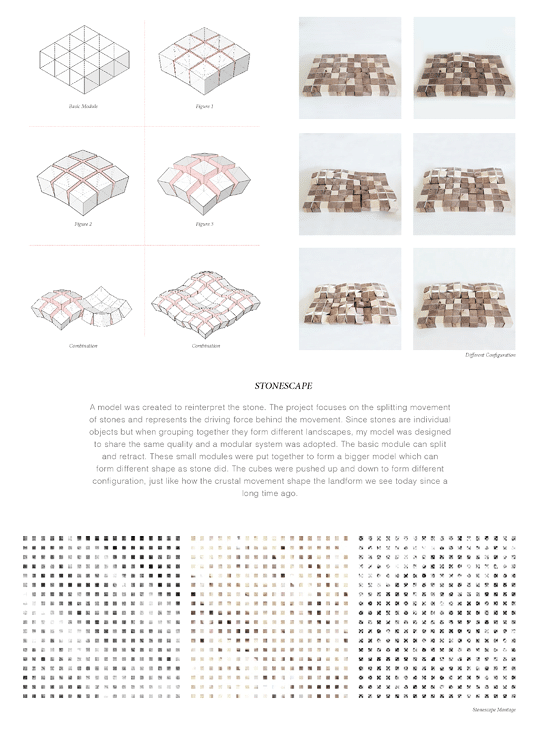 Basic Module
Figure 1
Figure 2
Figure 3
Combination
Combination
Different Configuration
STONESCAPE
A model was created to reinterpret the stone. The project focuses on the splitting movement
of stones and represents the driving force behind the movement. Since stones are individual
objects but when grouping together they form different landscapes, my model was designed
to share the same quality and a modular system was adopted. The basic module can split
and retract. These small modules were put together to form a bigger model which can
form different shape as stone did. The cubes were pushed up and down to form different
configuration, just like how the crustal movement shape the landform we see today since a
long time ago.
Stonescape Montage